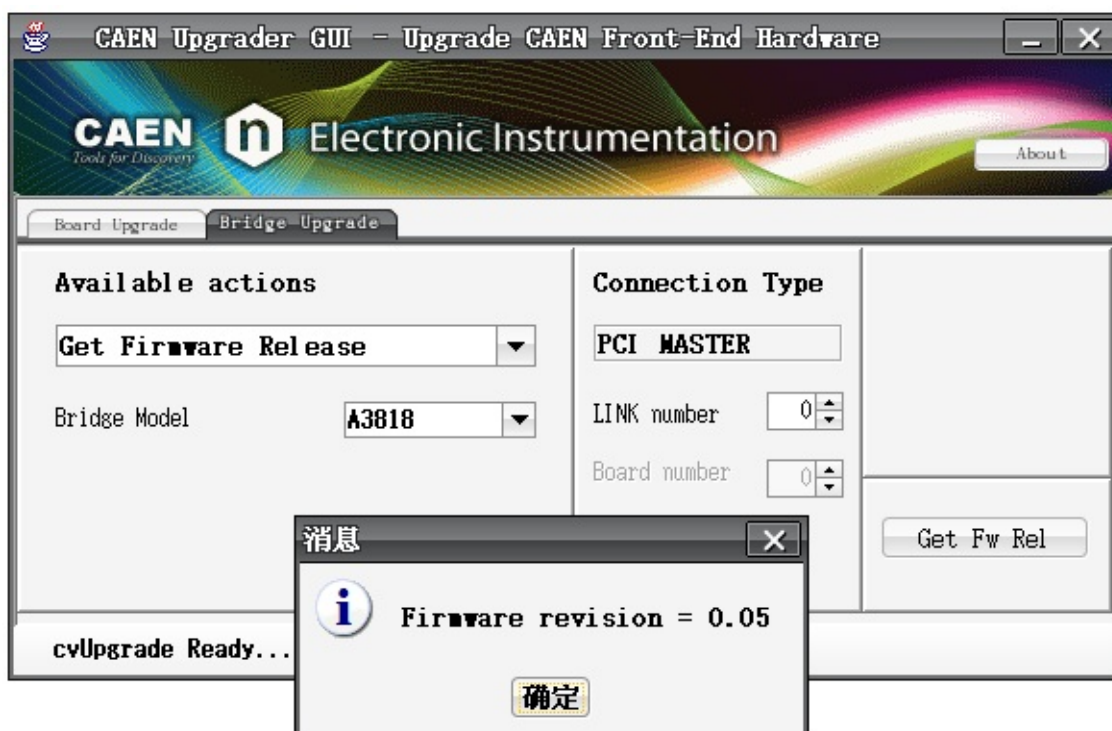 CAEN Upgrader GUI - Upgrade CAEN Front-End Hardware
CAEN
Tools for Discovery
n
Electronic Instrumentation
About
Board Upgrade
Bridge Upgrade
Available actions
Get Firmware Release
Bridge Model
A3818
Connection Type
PCI MASTER
LINK number
0
Board number
0
Get Fw Rel
消息
Firmware revision = 0.05
确定
cvUpgrade Ready...